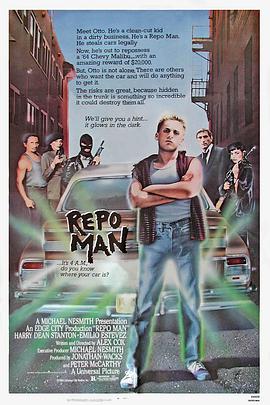 Meet Otto. He's a clean-cut kid
in a dirty business. He's a Repo Man.
He steals cars legally.
Now, he's out to repossess
a '64 Chevy Malibu...with an
amazing reward of $20,000.
But, Otto is not alone. There are others
who want the car and will do anything
to get it.
The risks are great, because hidden
in the trunk is something so incredible
it could destroy them all.
We'll give you a hint...
it glows in the dark.
REPO
MAN
...It's 4 A.M.,
do you know
where your car is?
A MICHAEL NESMITH Presentation
An EDGE CITY Production "REPO MAN"
HARRY DEAN STANTON · EMILIO ESTEVEZ
Written and Directed by ALEX COX
Executive Producer MICHAEL NESMITH
Produced by JONATHAN WACKS
and PETER McCARTHY
A Universal Picture
R